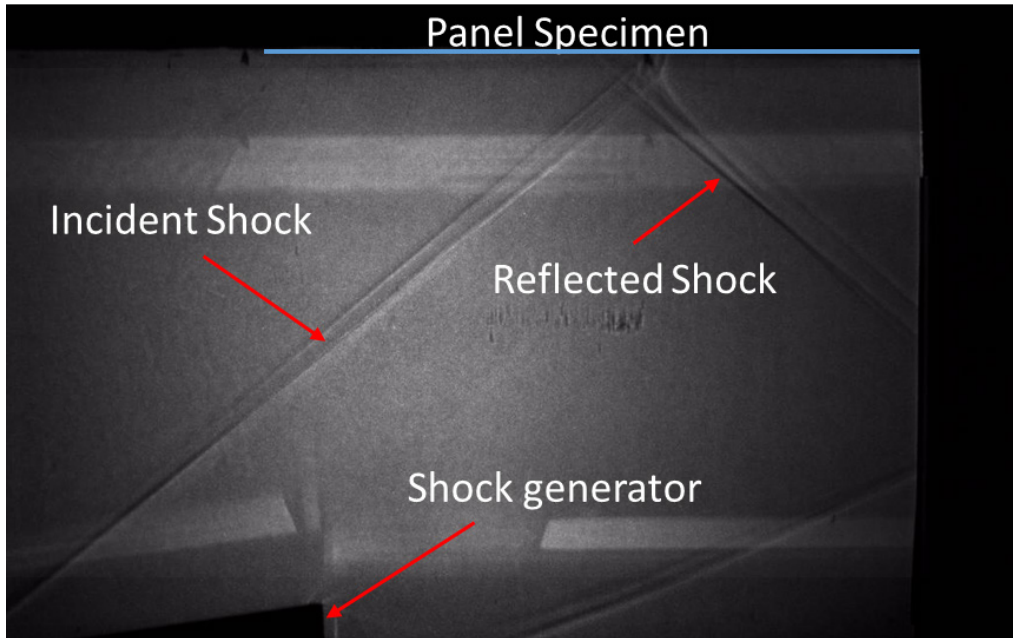 Panel Specimen
Incident Shock
Reflected Shock
Shock generator